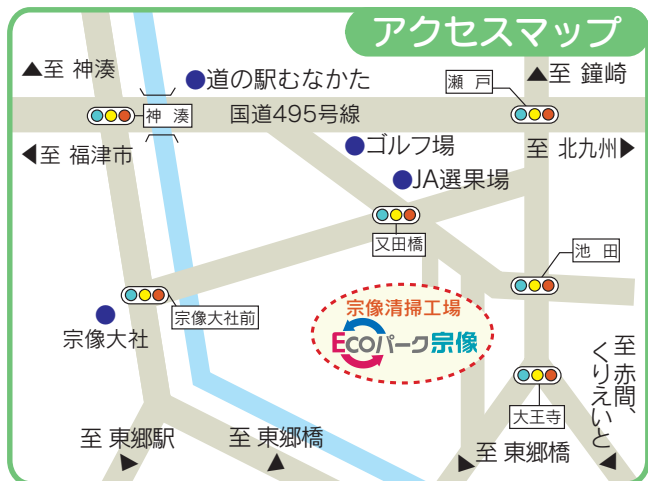 アクセスマップ
▲至 神湊
●道の駅むなかた
瀬戸
▲至 鐘崎
神湊
国道495号線
◀至 福津市
●ゴルフ場
至 北九州▶
●JA選果場
又田橋
池田
宗像大社前
宗像大社
宗像清掃工場
Ecoパーク宗像
至 赤間、
くりえいと
大王寺
至 東郷駅
至 東郷橋
至 東郷橋